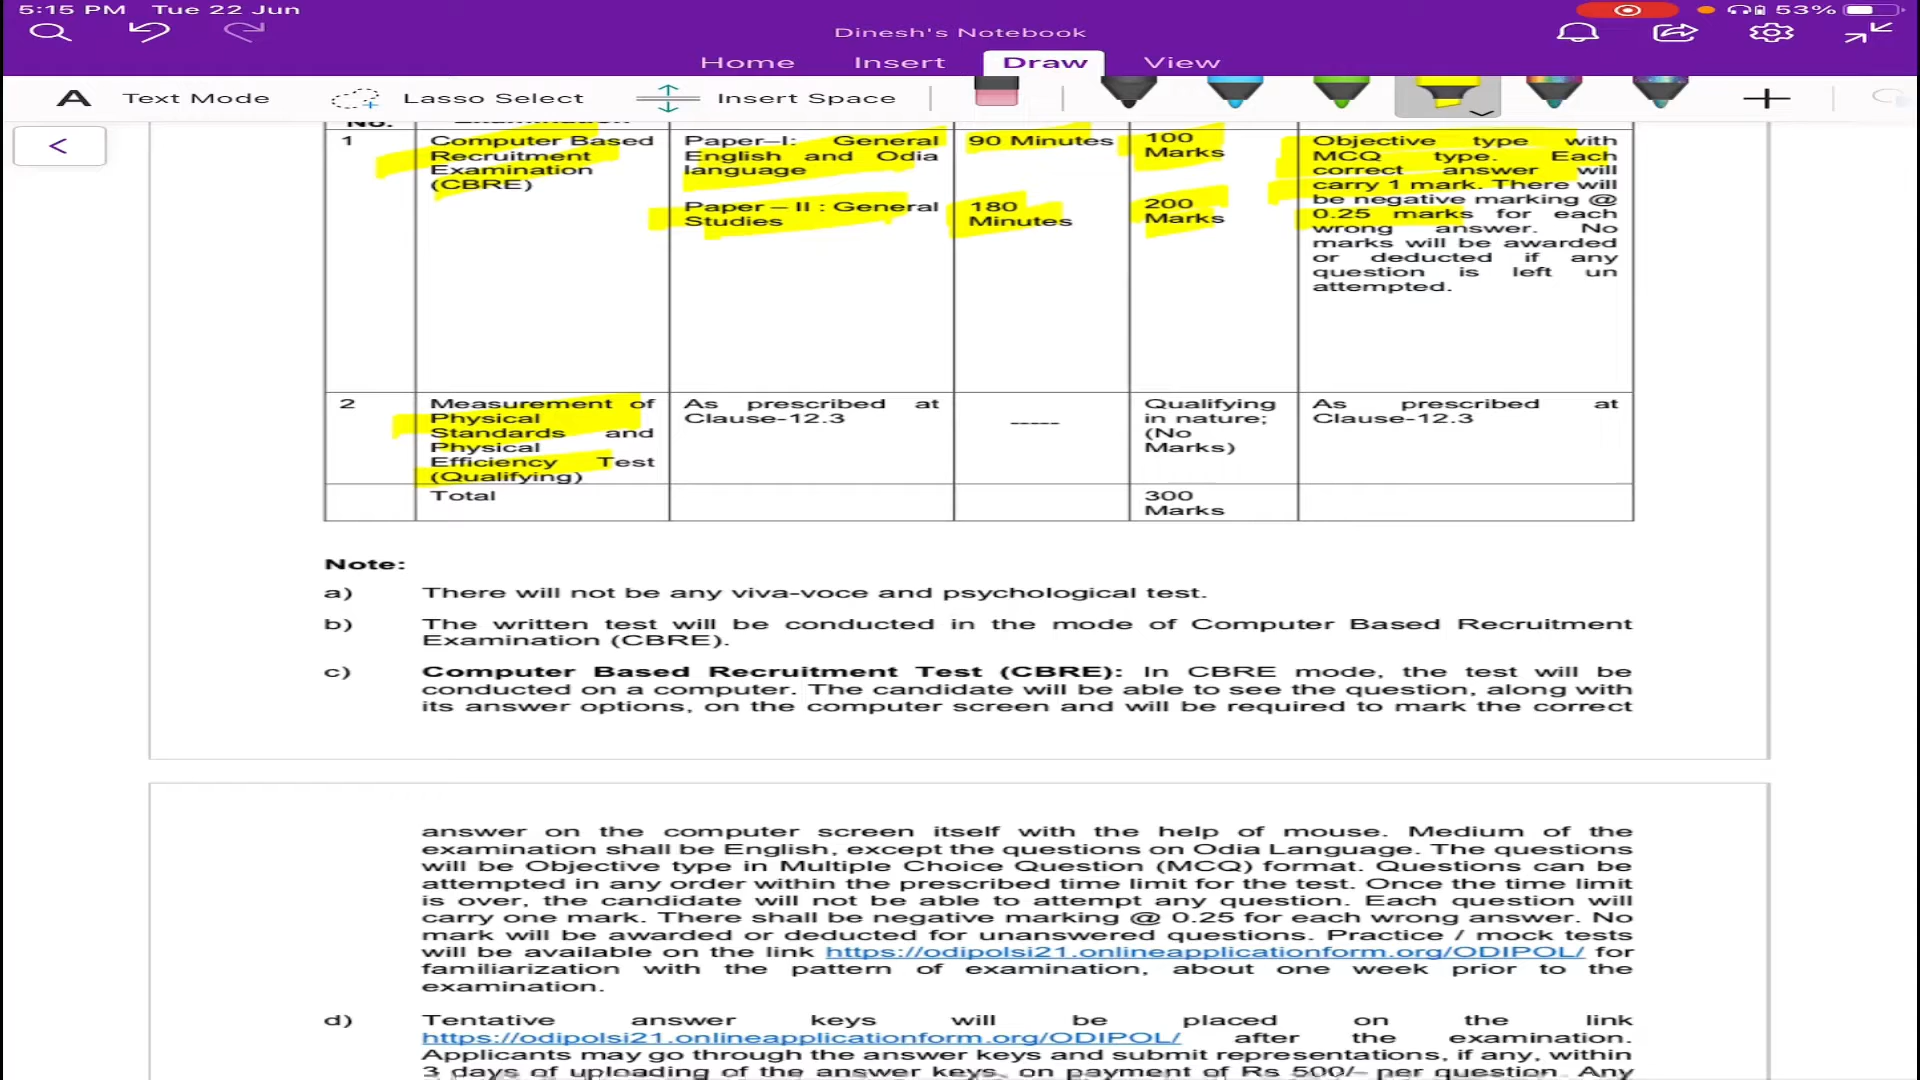 5:15 PM Tue 22 Jun
53%
Dinesh's Notebook
Home Insert Draw View
Text Mode Lasso Select Insert Space
No.
1
Computer Based
Recruitment
Examination
(CBRE)
Paper–I: General
English and Odia
language
Paper – II : General
Studies
90 Minutes
180
Minutes
100
Marks
200
Marks
Objective type with
MCQ type. Each
correct answer will
carry 1 mark. There will
be negative marking @
0.25 marks for each
wrong answer. No
marks will be awarded
or deducted if any
question is left un
attempted.
2
Measurement of
Physical
Standards and
Physical
Efficiency Test
(Qualifying)
As prescribed at
Clause-12.3
-----
Qualifying
in nature;
(No
Marks)
As prescribed at
Clause-12.3
Total
300
Marks
Note:
a) There will not be any viva-voce and psychological test.
b) The written test will be conducted in the mode of Computer Based Recruitment
Examination (CBRE).
c) Computer Based Recruitment Test (CBRE): In CBRE mode, the test will be
conducted on a computer. The candidate will be able to see the question, along with
its answer options, on the computer screen and will be required to mark the correct
answer on the computer screen itself with the help of mouse. Medium of the
examination shall be English, except the questions on Odia Language. The questions
will be Objective type in Multiple Choice Question (MCQ) format. Questions can be
attempted in any order within the prescribed time limit for the test. Once the time limit
is over, the candidate will not be able to attempt any question. Each question will
carry one mark. There shall be negative marking @ 0.25 for each wrong answer. No
mark will be awarded or deducted for unanswered questions. Practice / mock tests
will be available on the link https://odipolsi21.onlineapplicationform.org/ODIPOL/ for
familiarization with the pattern of examination, about one week prior to the
examination.
d) Tentative answer keys will be placed on the link
https://odipolsi21.onlineapplicationform.org/ODIPOL/ after the examination.
Applicants may go through the answer keys and submit representations, if any, within
3 days of uploading of the answer keys, on payment of Rs 500/– per question. Any